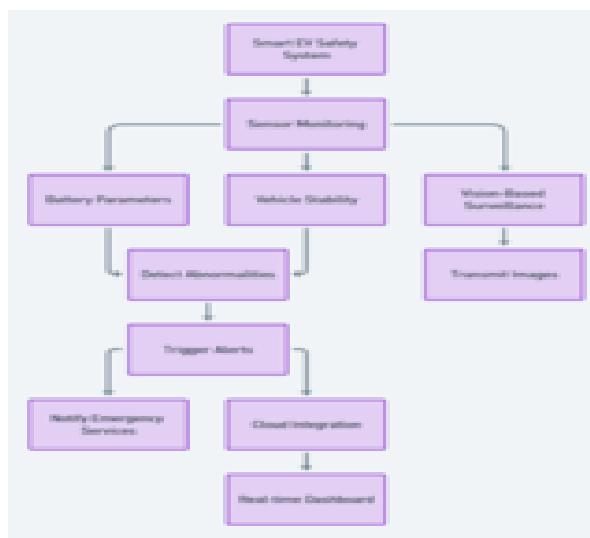 Smart EV Safety
System
Sensor Monitoring
Battery Parameters
Vehicle Stability
Vision-Based
Surveillance
Detect Abnormalities
Transmit Images
Trigger Alerts
Notify Emergency
Services
Cloud Integration
Real-time Dashboard